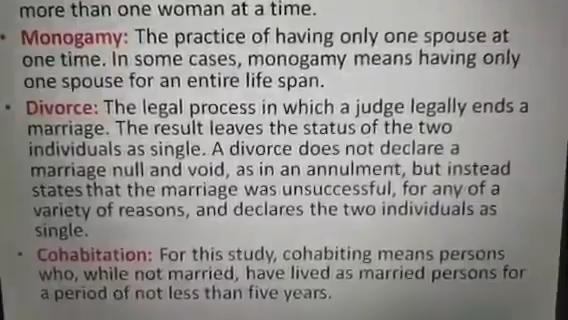 more than one woman at a time.
• Monogamy: The practice of having only one spouse at
one time. In some cases, monogamy means having only
one spouse for an entire life span.
• Divorce: The legal process in which a judge legally ends a
marriage. The result leaves the status of the two
individuals as single. A divorce does not declare a
marriage null and void, as in an annulment, but instead
states that the marriage was unsuccessful, for any of a
variety of reasons, and declares the two individuals as
single.
• Cohabitation: For this study, cohabiting means persons
who, while not married, have lived as married persons for
a period of not less than five years.